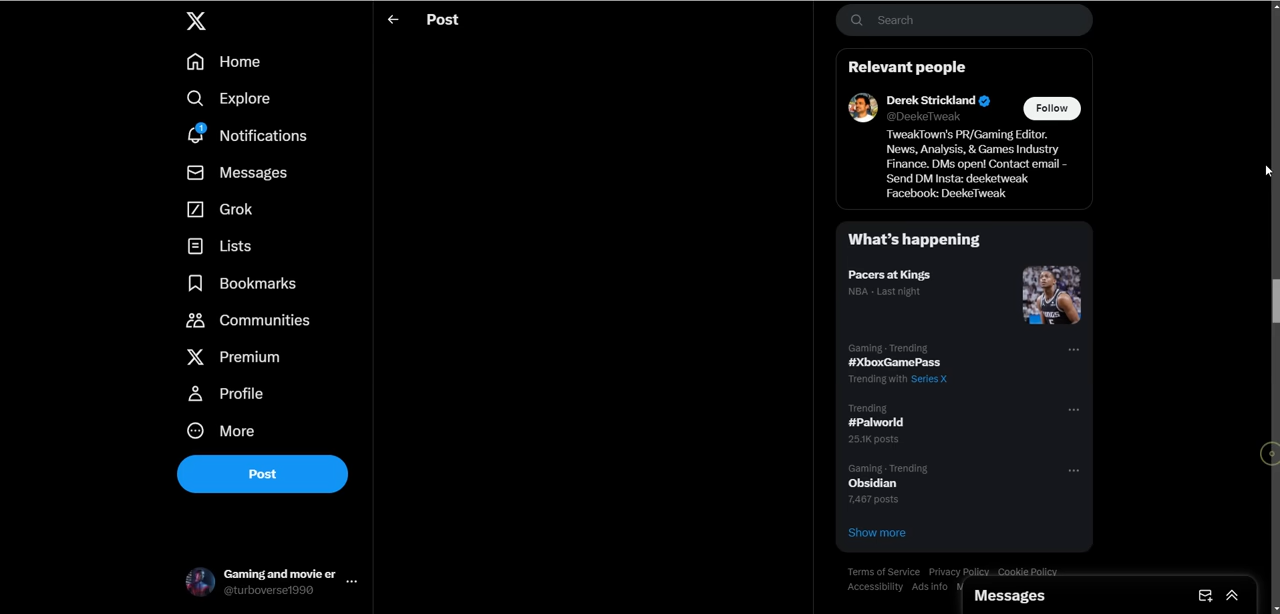 Home
Explore
1
Notifications
Messages
Grok
Lists
Bookmarks
Communities
Premium
Profile
More
Post
Gaming and movie er
@turboverse1990
Post
Search
Relevant people
Derek Strickland
@DeekeTweak
Follow
TweakTown's PR/Gaming Editor.
News, Analysis, & Games Industry
Finance. DMs open! Contact email -
Send DM Insta: deeketweak
Facebook: DeekeTweak
What's happening
Pacers at Kings
NBA · Last night
Gaming · Trending
#XboxGamePass
Trending with Series X
Trending
#Palworld
25.1K posts
Gaming · Trending
Obsidian
7,467 posts
Show more
Terms of Service Privacy Policy Cookie Policy
Accessibility Ads info
Messages